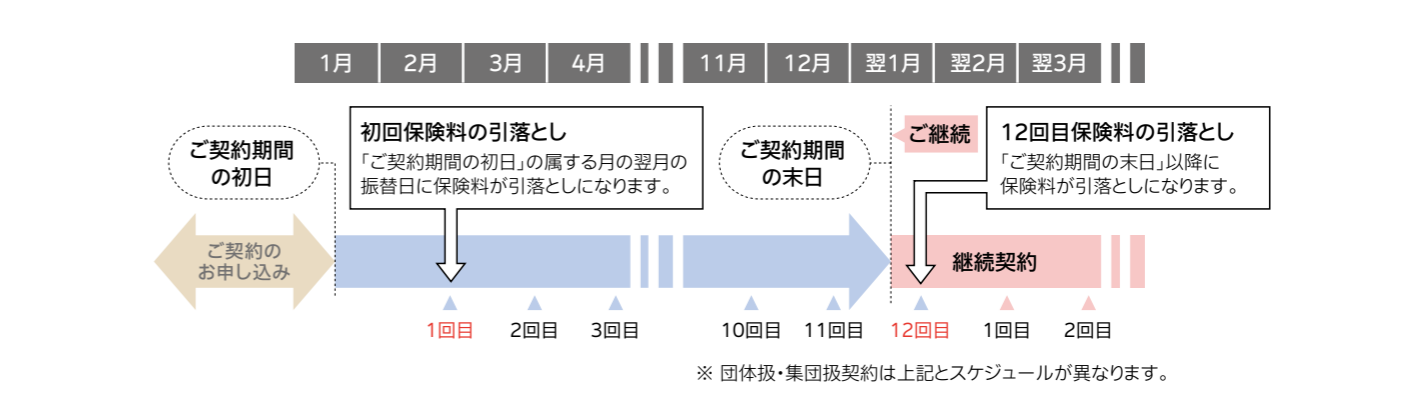 1月 2月 3月 4月 11月 12月 翌1月 翌2月 翌3月
ご契約期間
の初日
初回保険料の引落とし
「ご契約期間の初日」の属する月の翌月の
振替日に保険料が引落としになります。
ご契約期間
の末日
ご継続
12回目保険料の引落とし
「ご契約期間の末日」以降に
保険料が引落としになります。
ご契約の
お申し込み
継続契約
1回目 2回目 3回目 10回目 11回目 12回目 1回目 2回目
※ 団体扱・集団扱契約は上記とスケジュールが異なります。